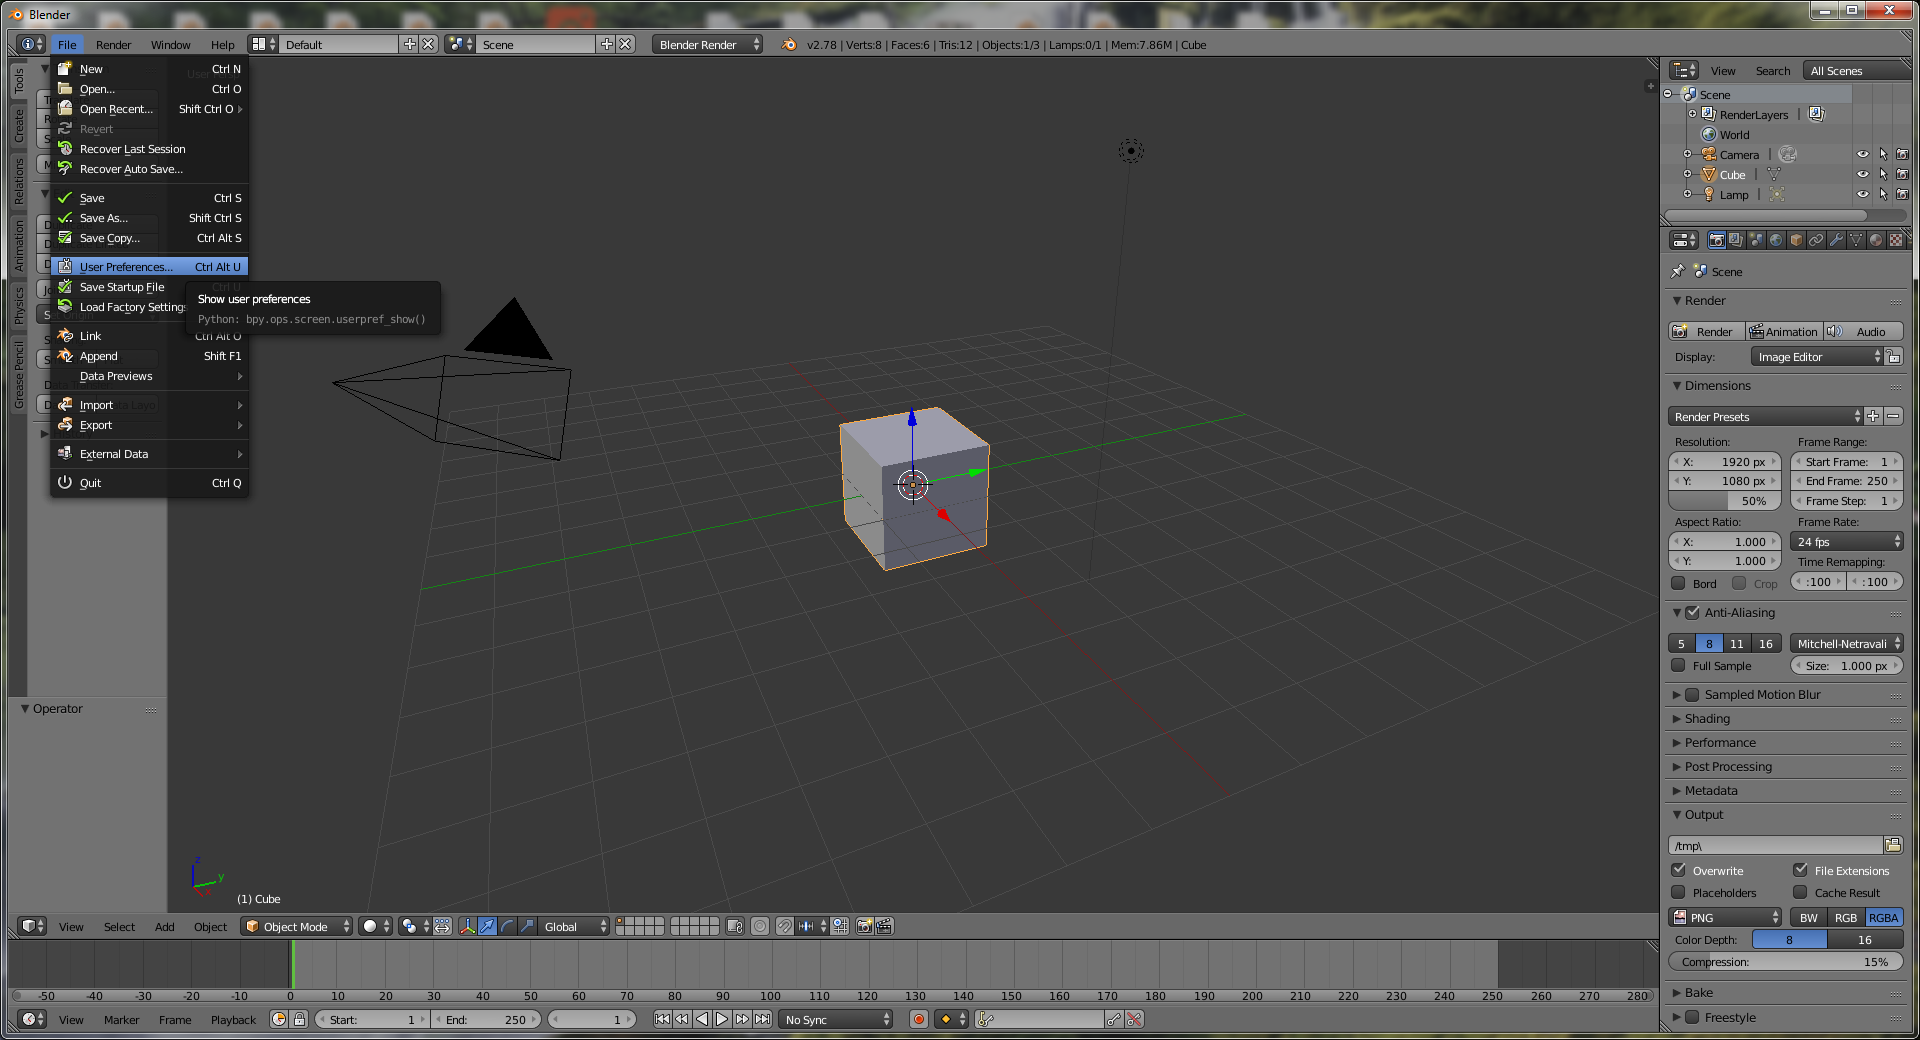 Blender
File Render Window Help Default Scene Blender Render v2.78 | Verts:8 | Faces:6 | Tris:12 | Objects:1/3 | Lamps:0/1 | Mem:7.86M | Cube
New Ctrl N
Open... Ctrl O
Open Recent... Shift Ctrl O
Revert
Recover Last Session
Recover Auto Save...
Save Ctrl S
Save As... Shift Ctrl S
Save Copy... Ctrl Alt S
User Preferences... Ctrl Alt U
Save Startup File Ctrl U
Load Factory Settings
Link Ctrl Alt O
Append Shift F1
Data Previews
Import
Export
External Data
Quit Ctrl Q
Show user preferences
Python: bpy.ops.screen.userpref_show()
Tools
Create
Relations
Animation
Physics
Grease Pencil
Operator
z
y
(1) Cube
View Select Add Object Object Mode Global
-50 -40 -30 -20 -10 0 10 20 30 40 50 60 70 80 90 100 110 120 130 140 150 160 170 180 190 200 210 220 230 240 250 260 270 280
View Marker Frame Playback Start: 1 End: 250 1 No Sync
View Search All Scenes
Scene
RenderLayers |
World
Camera |
Cube |
Lamp |
Scene
Render
Render Animation Audio
Display: Image Editor
Dimensions
Render Presets
Resolution: Frame Range:
X: 1920 px Start Frame: 1
Y: 1080 px End Frame: 250
50% Frame Step: 1
Aspect Ratio: Frame Rate:
X: 1.000 24 fps
Y: 1.000 Time Remapping:
Bord Crop :100 :100
Anti-Aliasing
5 8 11 16 Mitchell-Netravali
Full Sample Size: 1.000 px
Sampled Motion Blur
Shading
Performance
Post Processing
Metadata
Output
/tmp\
Overwrite File Extensions
Placeholders Cache Result
PNG BW RGB RGBA
Color Depth: 8 16
Compression: 15%
Bake
Freestyle